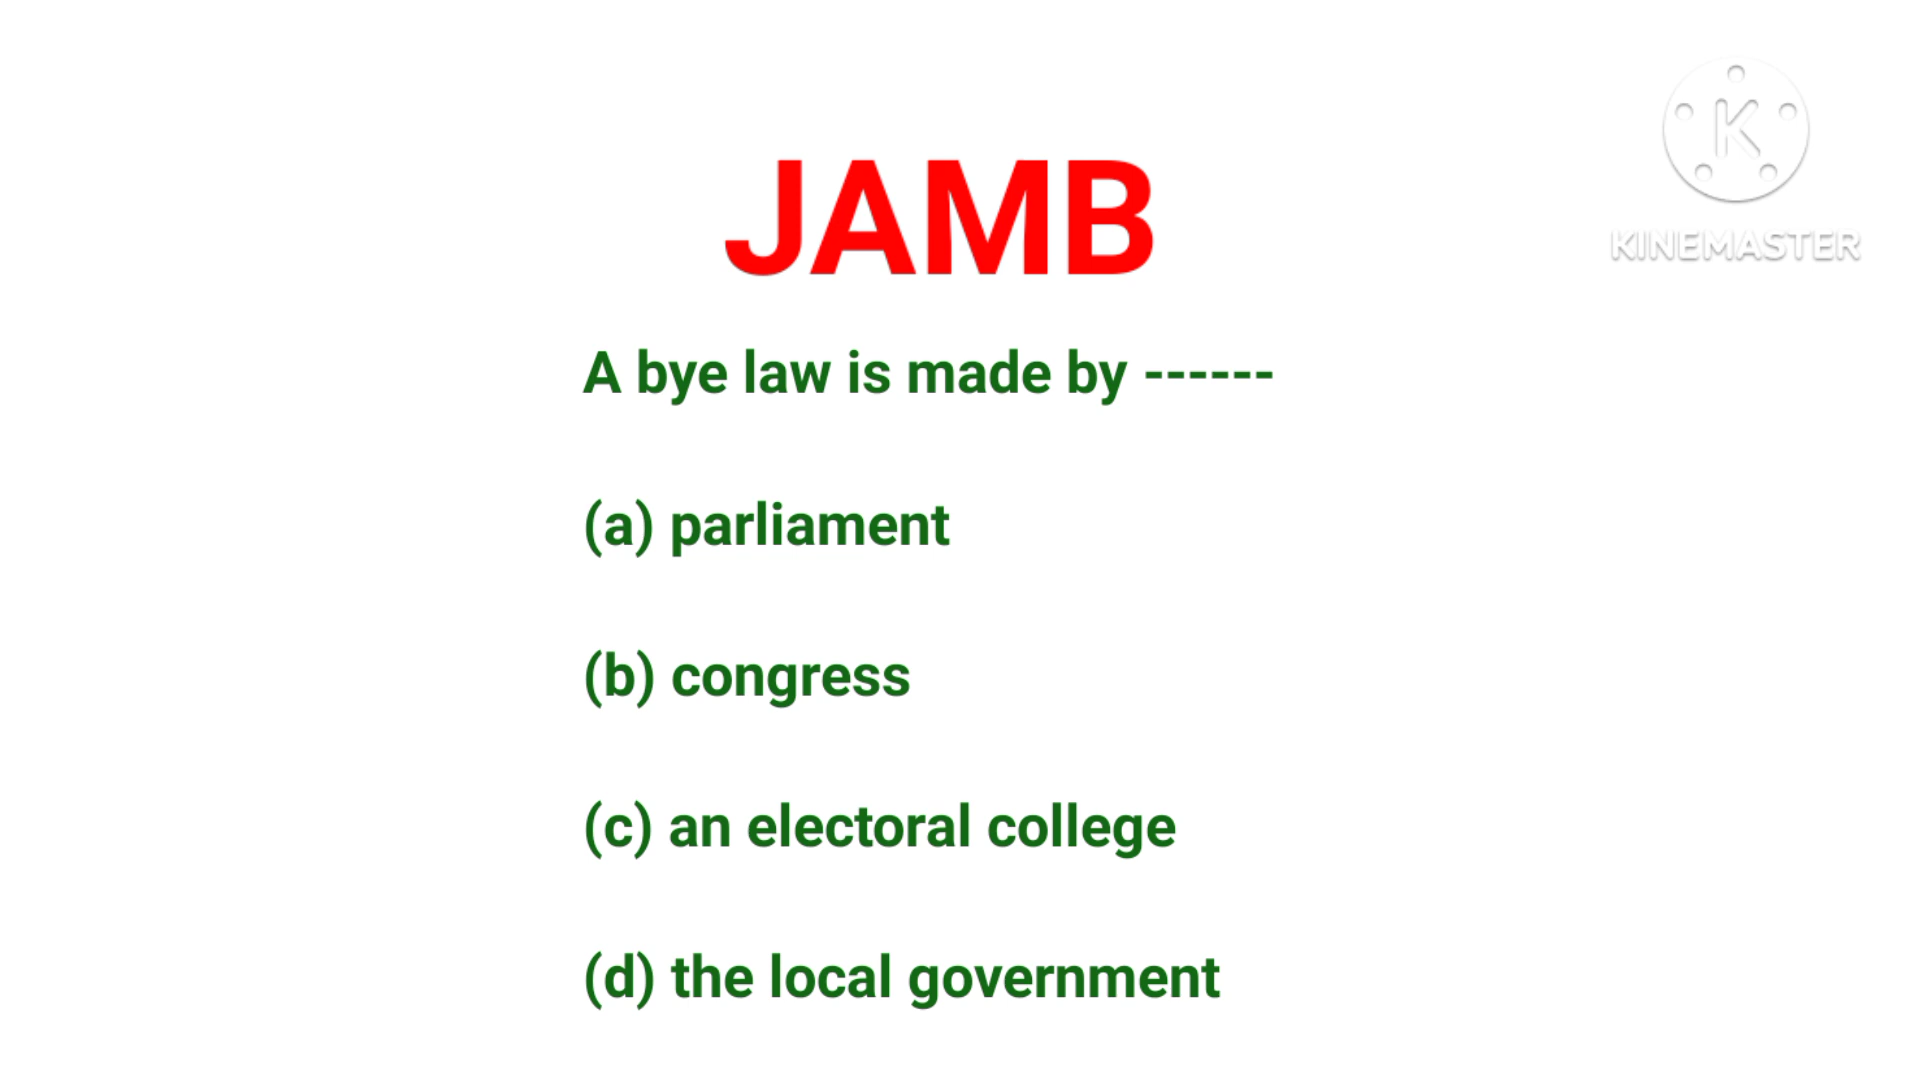 JAMB
K
KINEMASTER
A bye law is made by ------
(a) parliament
(b) congress
(c) an electoral college
(d) the local government